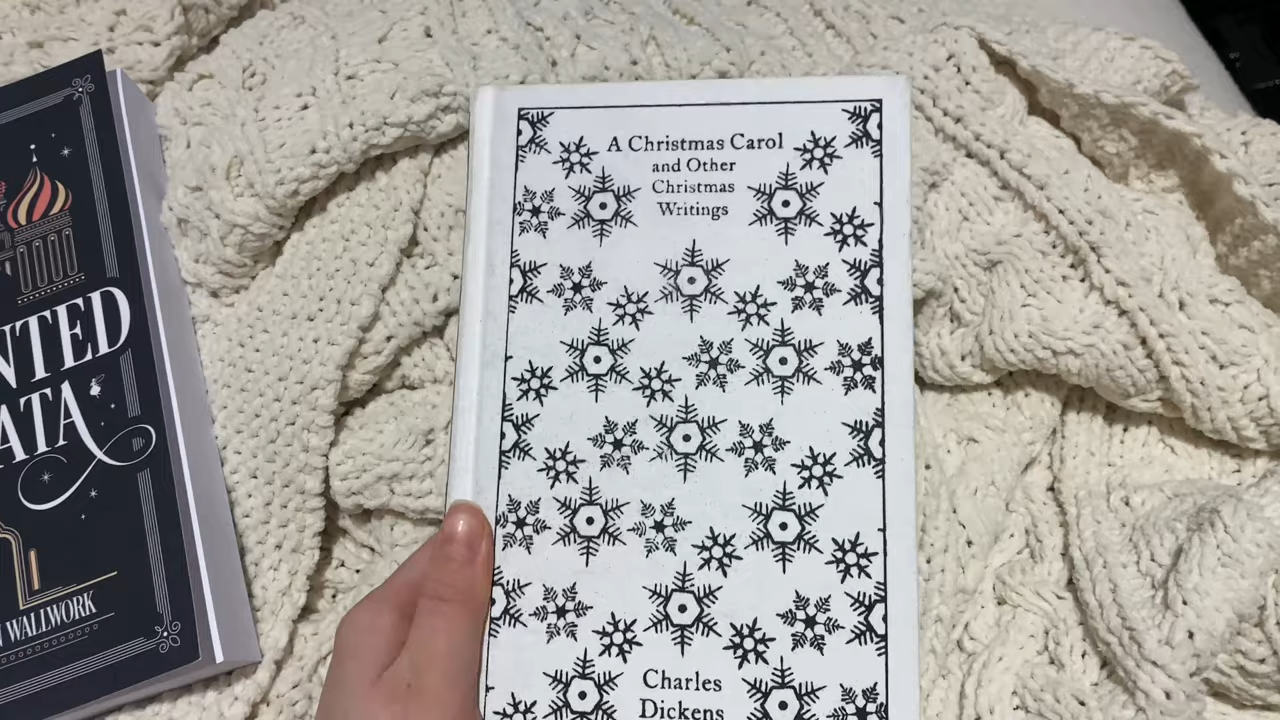 NTED
ATA
N WALLWORK
A Christmas Carol
and Other
Christmas
Writings
Charles
Dickens